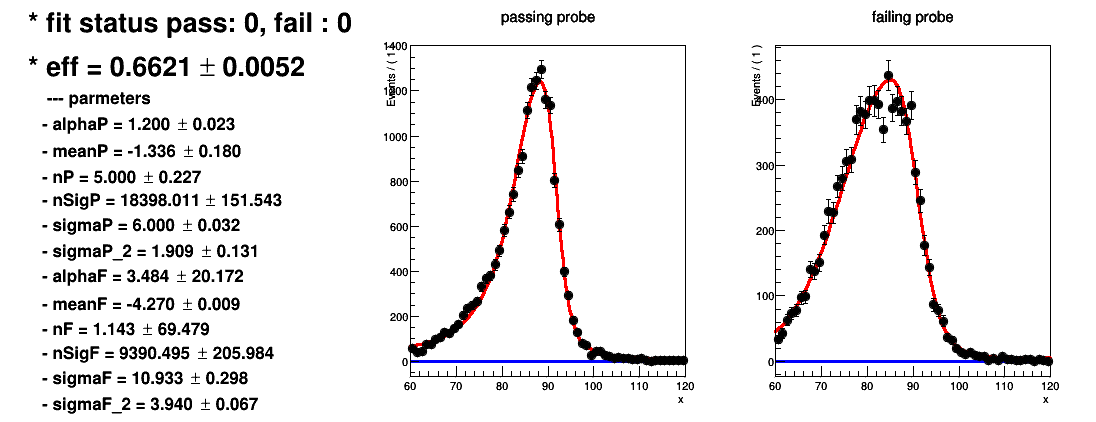 * fit status pass: 0, fail : 0
* eff = 0.6621 ± 0.0052
--- parmeters
- alphaP = 1.200 ± 0.023
- meanP = -1.336 ± 0.180
- nP = 5.000 ± 0.227
- nSigP = 18398.011 ± 151.543
- sigmaP = 6.000 ± 0.032
- sigmaP_2 = 1.909 ± 0.131
- alphaF = 3.484 ± 20.172
- meanF = -4.270 ± 0.009
- nF = 1.143 ± 69.479
- nSigF = 9390.495 ± 205.984
- sigmaF = 10.933 ± 0.298
- sigmaF_2 = 3.940 ± 0.067
passing probe
Events / ( 1 )
1400
1200
1000
800
600
400
200
0
60 70 80 90 100 110 120
x
failing probe
Events / ( 1 )
400
300
200
100
0
60 70 80 90 100 110 120
x